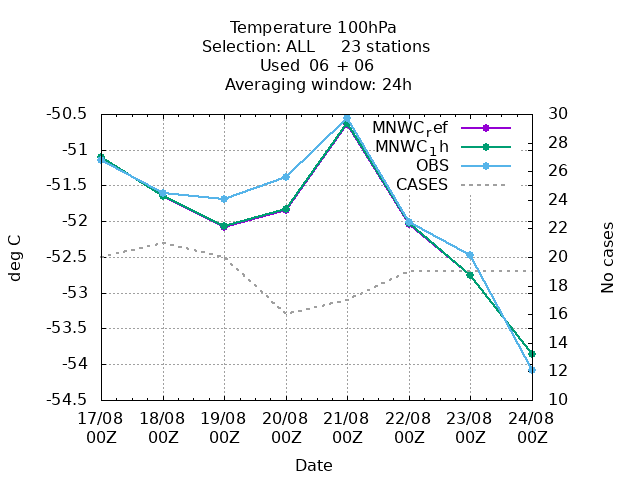 Temperature 100hPa
Selection: ALL 23 stations
Used 06 + 06
Averaging window: 24h
-50.5
-51
-51.5
-52
-52.5
-53
-53.5
-54
-54.5
deg C
MNWC_ref
MNWC_1h
OBS
CASES
30
28
26
24
22
20
18
16
14
12
10
No cases
17/08 18/08 19/08 20/08 21/08 22/08 23/08 24/08
00Z 00Z 00Z 00Z 00Z 00Z 00Z 00Z
Date